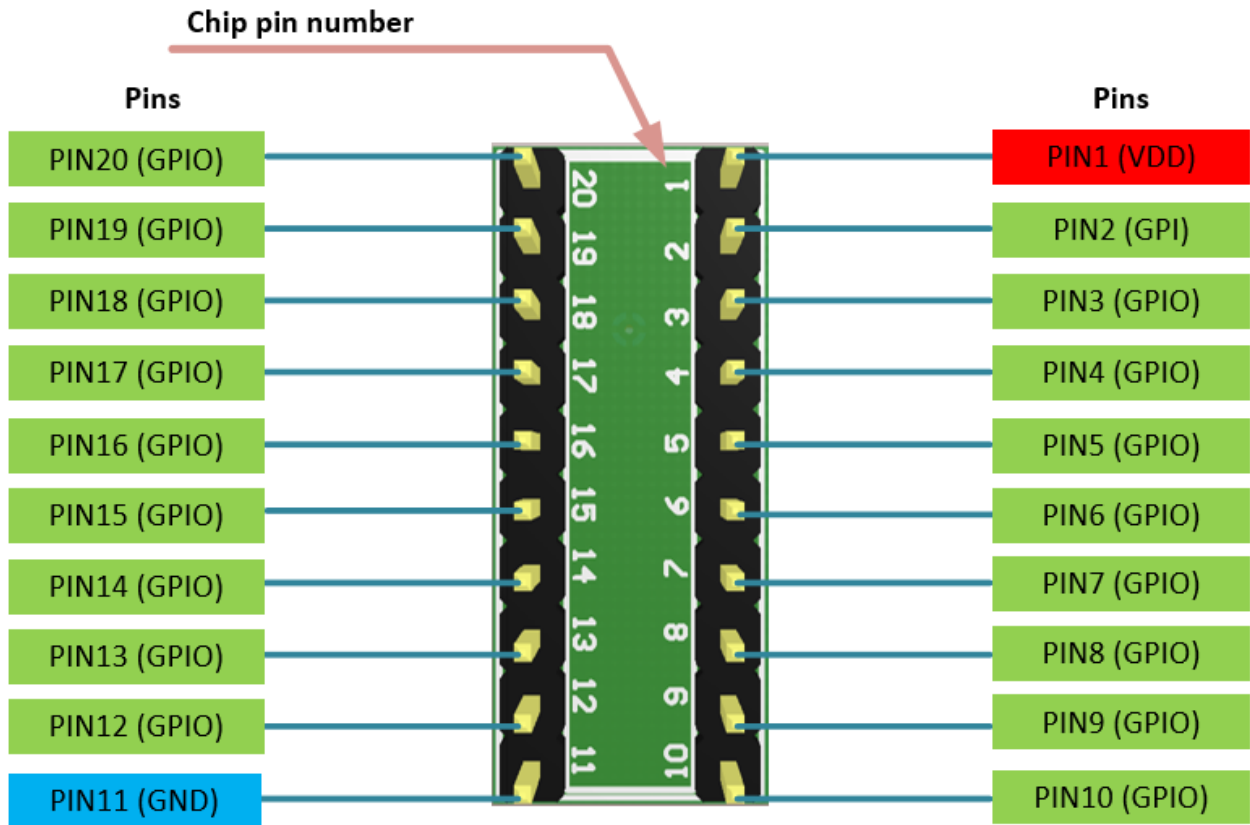 Chip pin number
Pins
Pins
PIN20 (GPIO)
20
1
PIN1 (VDD)
PIN19 (GPIO)
19
2
PIN2 (GPI)
PIN18 (GPIO)
18
3
PIN3 (GPIO)
PIN17 (GPIO)
17
4
PIN4 (GPIO)
PIN16 (GPIO)
16
5
PIN5 (GPIO)
PIN15 (GPIO)
15
6
PIN6 (GPIO)
PIN14 (GPIO)
14
7
PIN7 (GPIO)
PIN13 (GPIO)
13
8
PIN8 (GPIO)
PIN12 (GPIO)
12
9
PIN9 (GPIO)
PIN11 (GND)
11
10
PIN10 (GPIO)